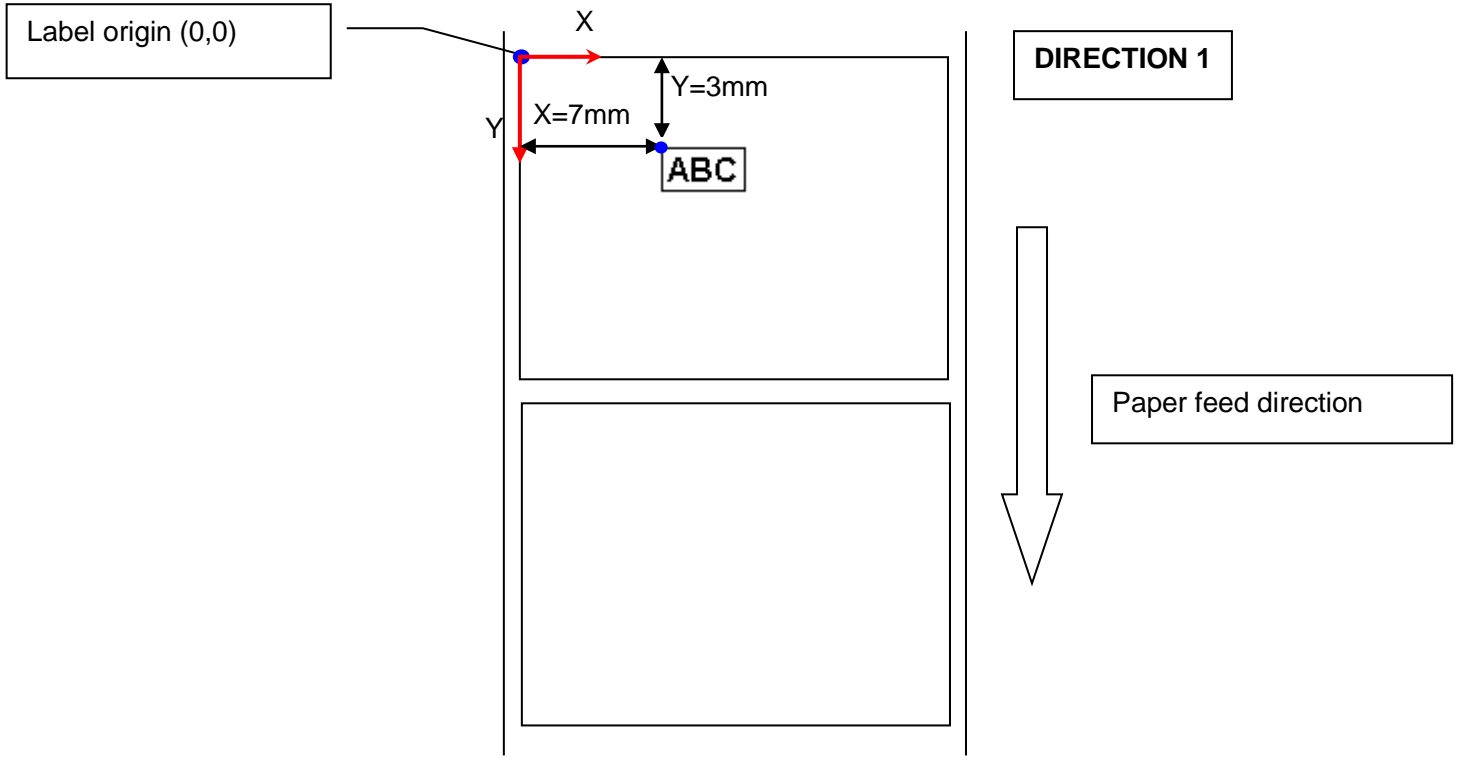 Label origin (0,0)
X
DIRECTION 1
Y=3mm
X=7mm
Y
ABC
Paper feed direction